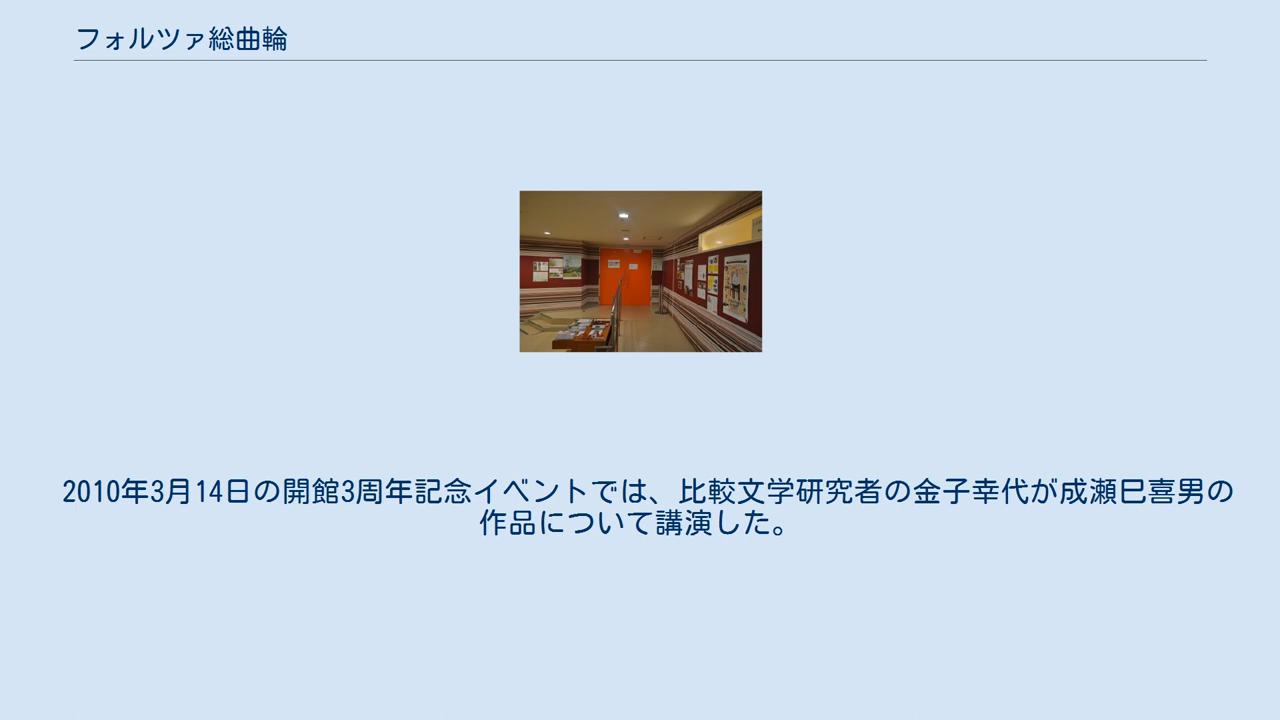 フォルツァ総曲輪
2010年3月14日の開館3周年記念イベントでは、比較文学研究者の金子幸代が成瀬巳喜男の
作品について講演した。